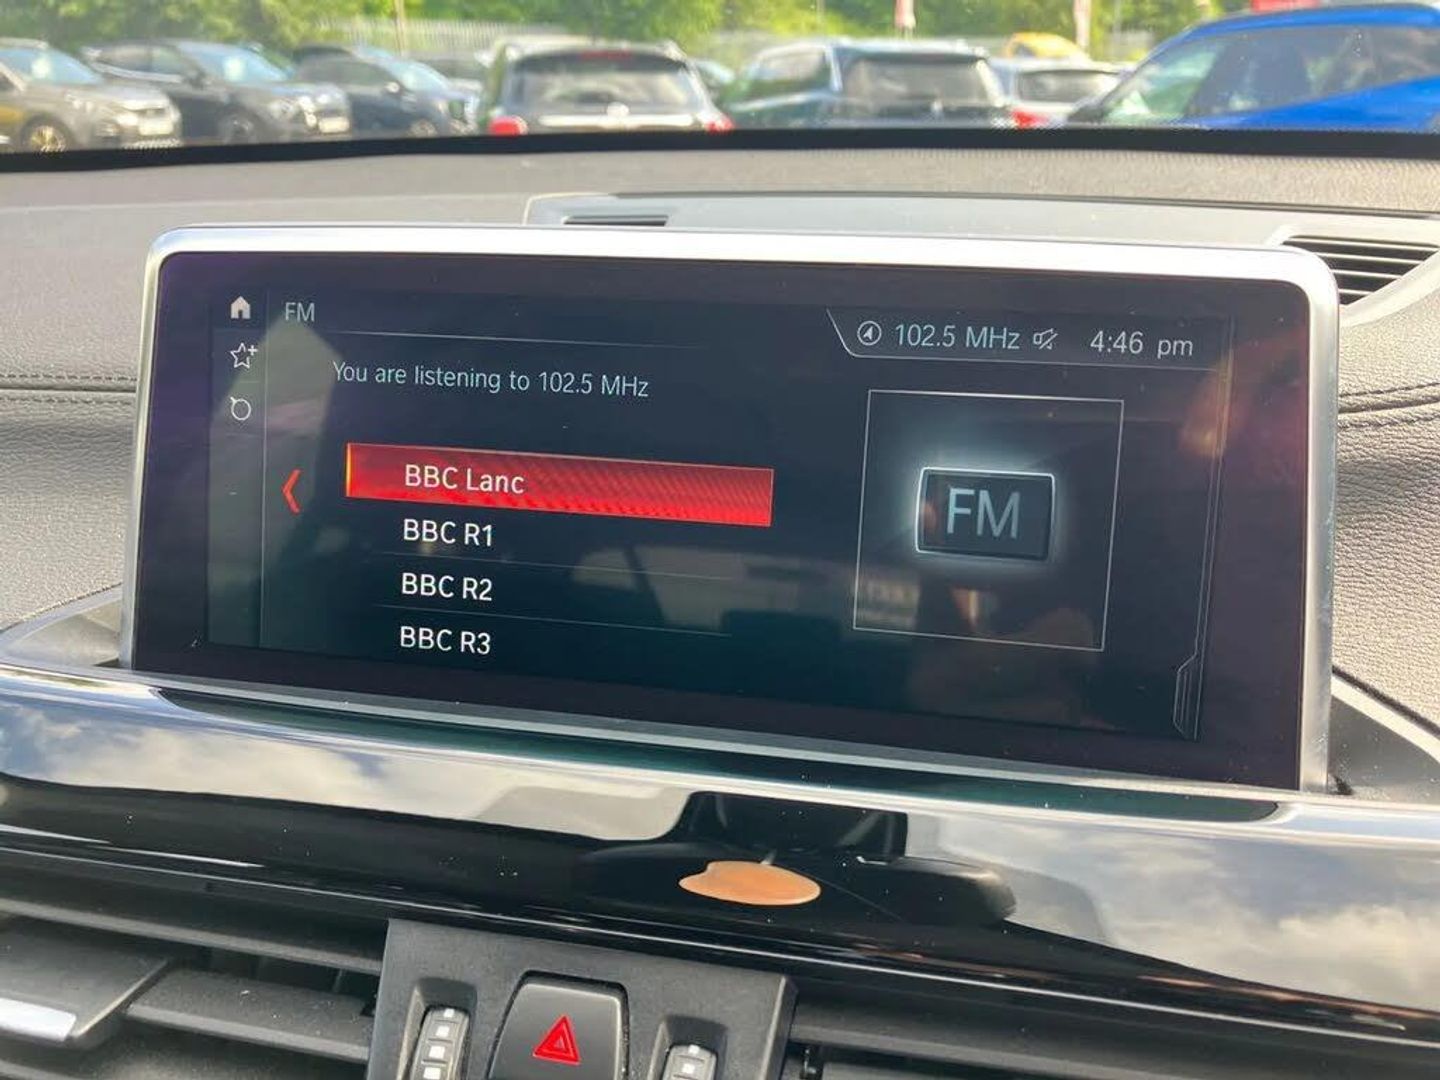 FM
102.5 MHz 4:46 pm
You are listening to 102.5 MHz
BBC Lanc
BBC R1
BBC R2
BBC R3
FM